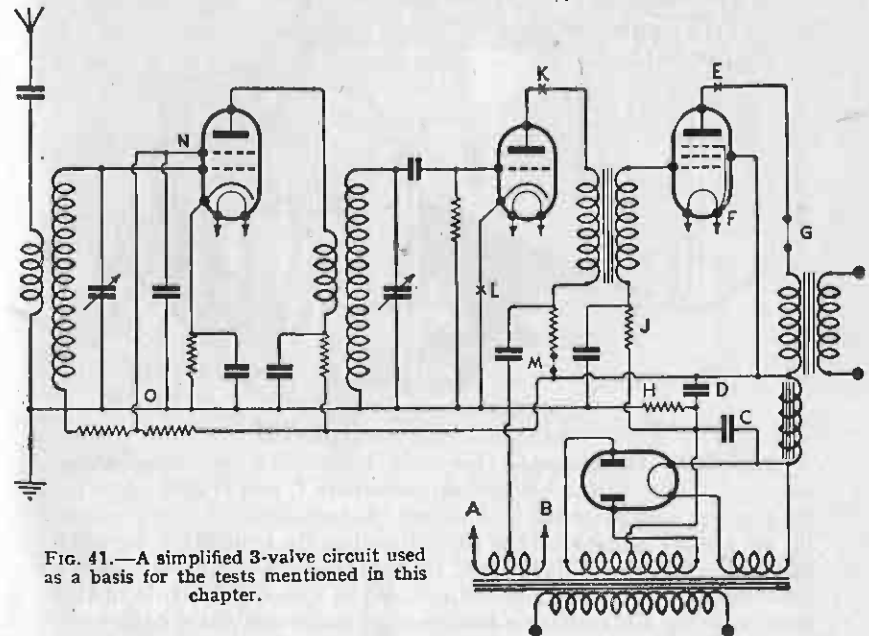 K
E
N
F
G
L
J
M
O
H
D
C
A
B
FIG. 41.—A simplified 3-valve circuit used
as a basis for the tests mentioned in this
chapter.